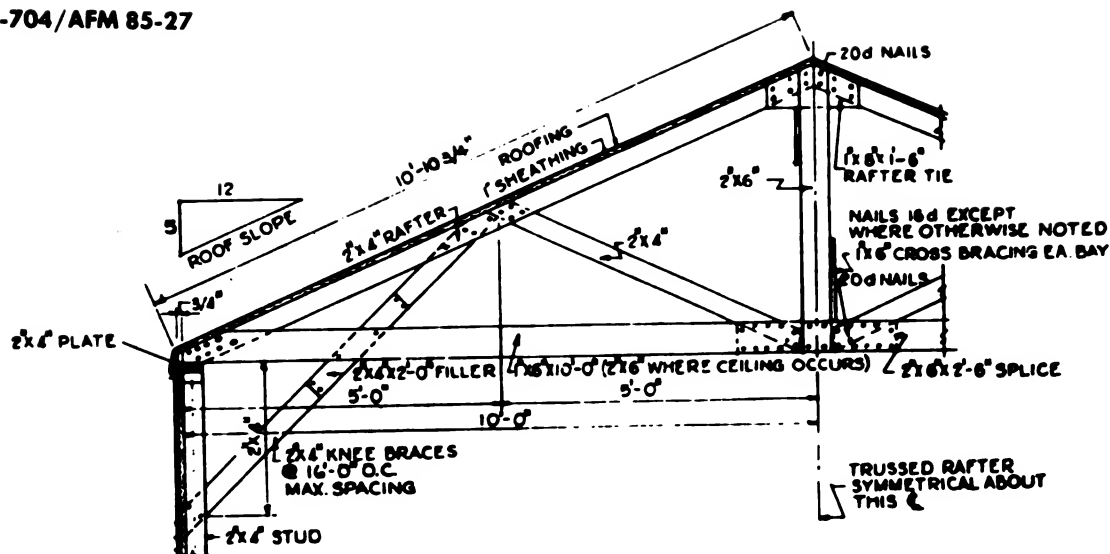 -704/AFM 85-27
20d NAILS
10'-10 3/4"
ROOFING
1" SHEATHING
12
5
ROOF SLOPE
2"X4" RAFTER
2"X6"
1"X8"X1'-6"
RAFTER TIE
NAILS 16d EXCEPT
WHERE OTHERWISE NOTED
1"X6" CROSS BRACING EA. BAY
20d NAILS
2"X4"
3/4"
2"X4" PLATE
2"X4"X2'-0" FILLER
1"X6"X10'-0" (2"X6" WHERE CEILING OCCURS)
2"X6"X2'-6" SPLICE
5'-0"
5'-0"
10'-0"
2"X4" KNEE BRACES
@ 16'-0" O.C.
MAX. SPACING
TRUSSED RAFTER
SYMMETRICAL ABOUT
THIS ℄
2"X4" STUD